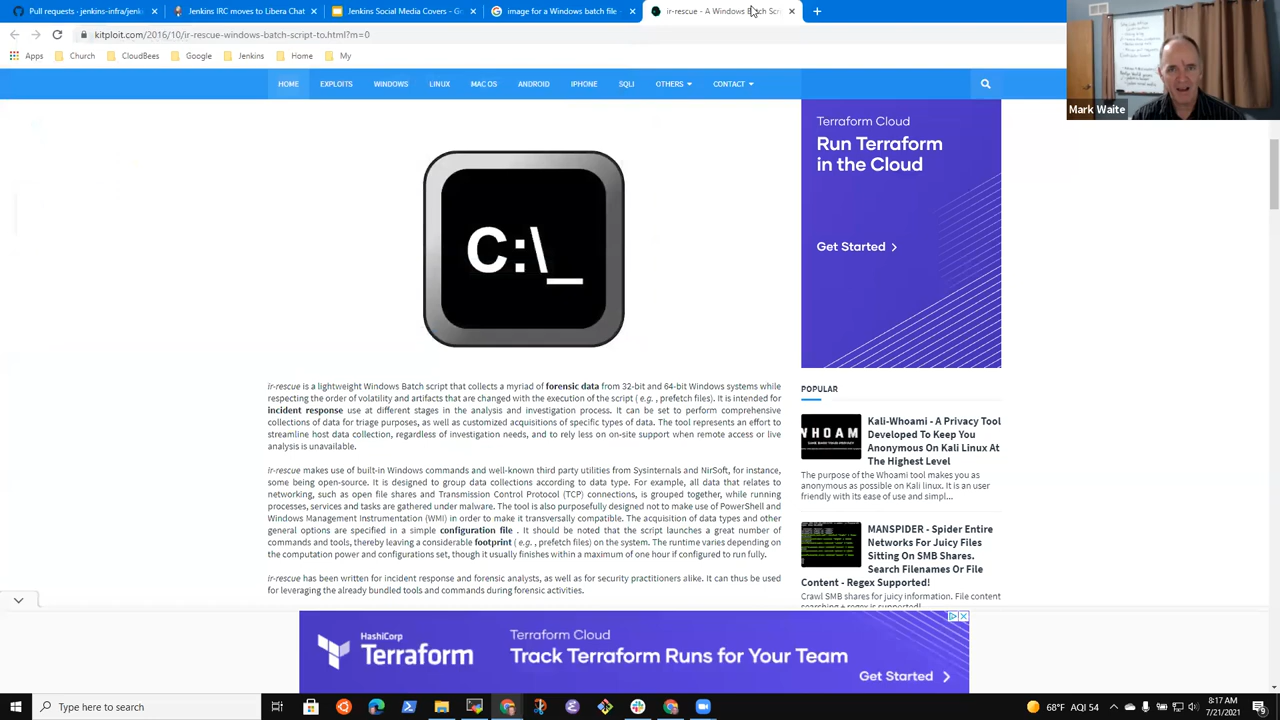 Pull requests · jenkins-infra/jenk
Jenkins IRC moves to Libera Chat
Jenkins Social Media Covers - Go
image for a Windows batch file -
ir-rescue - A Windows Batch Scri
kitploit.com/2016/10/ir-rescue-windows-batch-script-to.html?m=0
Apps
Church
CloudBees
Google
Jenkins
Home
My
HOME
EXPLOITS
WINDOWS
LINUX
MAC OS
ANDROID
IPHONE
SQLI
OTHERS
CONTACT
Mark Waite
C:\_
Terraform Cloud
Run Terraform
in the Cloud
Get Started
ir-rescue is a lightweight Windows Batch script that collects a myriad of forensic data from 32-bit and 64-bit Windows systems while
respecting the order of volatility and artifacts that are changed with the execution of the script ( e.g. , prefetch files). It is intended for
incident response use at different stages in the analysis and investigation process. It can be set to perform comprehensive
collections of data for triage purposes, as well as customized acquisitions of specific types of data. The tool represents an effort to
streamline host data collection, regardless of investigation needs, and to rely less on on-site support when remote access or live
analysis is unavailable.
ir-rescue makes use of built-in Windows commands and well-known third party utilities from Sysinternals and NirSoft, for instance,
some being open-source. It is designed to group data collections according to data type. For example, all data that relates to
networking, such as open file shares and Transmission Control Protocol (TCP) connections, is grouped together, while running
processes, services and tasks are gathered under malware. The tool is also purposefully designed not to make use of PowerShell and
Windows Management Instrumentation (WMI) in order to make it transversally compatible. The acquisition of data types and other
general options are specified in a simple configuration file . It should be noted that the script launches a great number of
commands and tools, thereby leaving a considerable footprint ( e.g. , prefetch files) on the system. The runtime varies depending on
the computation power and configurations set, though it usually finishes within a maximum of one hour if configured to run fully.
ir-rescue has been written for incident response and forensic analysts, as well as for security practitioners alike. It can thus be used
for leveraging the already bundled tools and commands during forensic activities.
POPULAR
WHOAM
Kali-Whoami - A Privacy Tool
Developed To Keep You
Anonymous On Kali Linux At
The Highest Level
The purpose of the Whoami tool makes you as
anonymous as possible on Kali linux. It is an user
friendly with its ease of use and simpl...
MANSPIDER - Spider Entire
Networks For Juicy Files
Sitting On SMB Shares.
Search Filenames Or File
Content - Regex Supported!
Crawl SMB shares for juicy information. File content
searching + regex is supported!
HashiCorp
Terraform
Terraform Cloud
Track Terraform Runs for Your Team
Get Started
Type here to search
68°F AQI 54
8:17 AM
7/21/2021